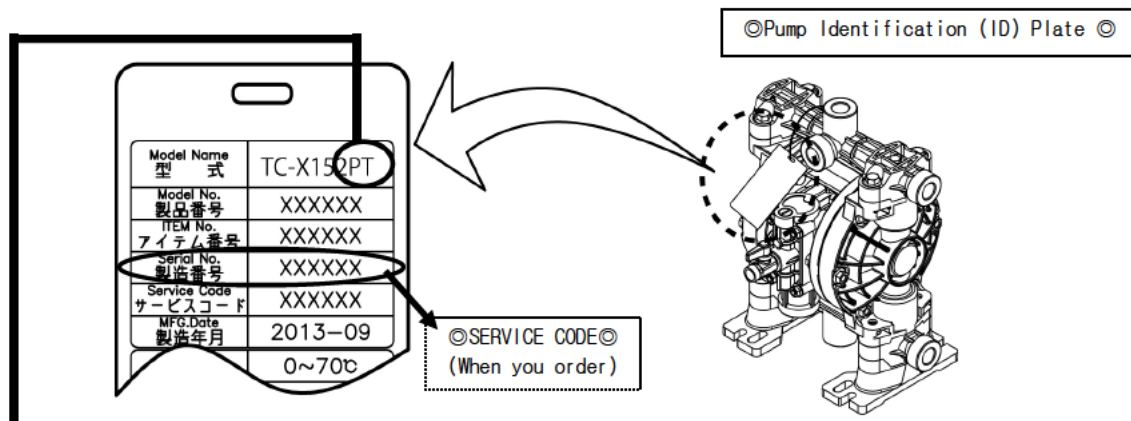 ◎Pump Identification (ID) Plate ◎
Model Name
型 式
TC-X152PT
Model No.
製品番号
XXXXXX
ITEM No.
アイテム番号
XXXXXX
Serial No.
製造番号
XXXXXX
Service Code
サービスコード
XXXXXX
MFG.Date
製造年月
2013-09
0~70℃
◎SERVICE CODE◎
(When you order)